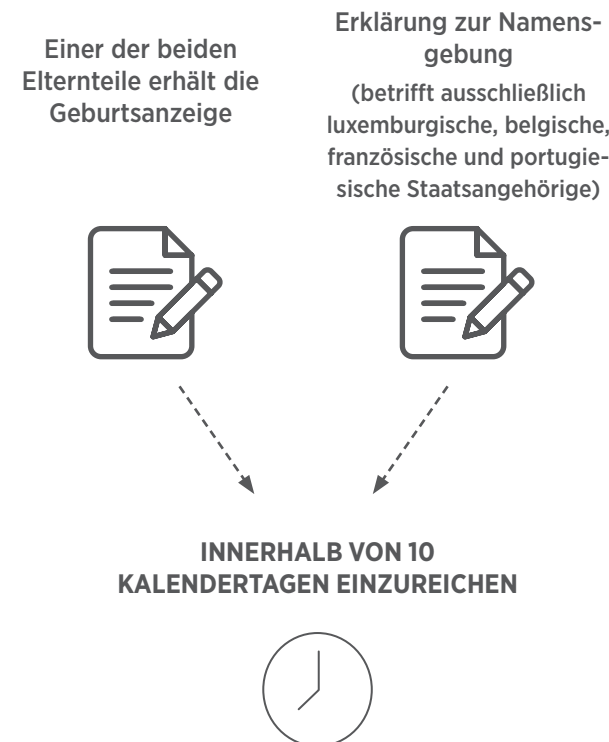 Einer der beiden
Elternteile erhält die
Geburtsanzeige
Erklärung zur Namens-
gebung
(betrifft ausschließlich
luxemburgische, belgische,
französische und portugie-
sische Staatsangehörige)
INNERHALB VON 10
KALENDERTAGEN EINZUREICHEN